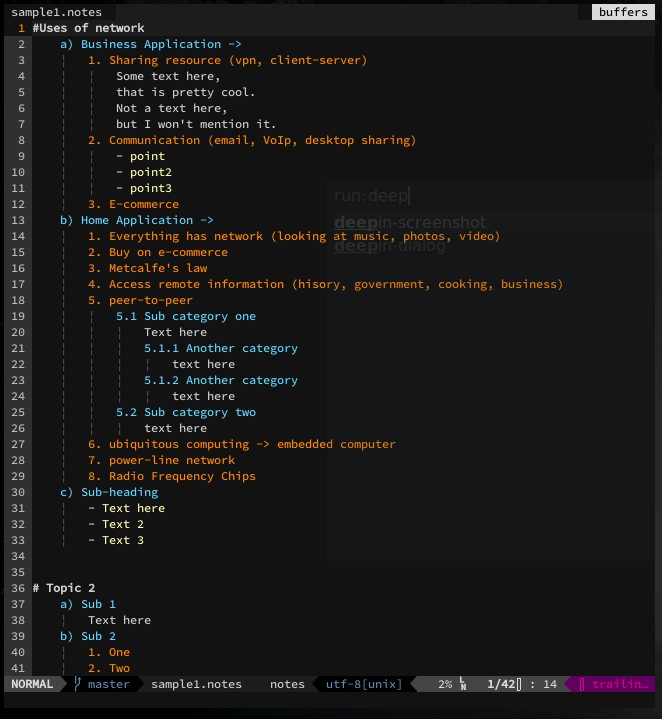 sample1.notes buffers
1 #Uses of network
2 a) Business Application ->
3 1. Sharing resource (vpn, client-server)
4 Some text here,
5 that is pretty cool.
6 Not a text here,
7 but I won't mention it.
8 2. Communication (email, VoIp, desktop sharing)
9 - point
10 - point2
11 - point3
run:deep
12 3. E-commerce
deepin-screenshot
13 b) Home Application ->
14 1. Everything has network (looking at music, photos, video)
deepin-dialog
15 2. Buy on e-commerce
16 3. Metcalfe's law
17 4. Access remote information (hisory, government, cooking, business)
18 5. peer-to-peer
19 5.1 Sub category one
20 Text here
21 5.1.1 Another category
22 text here
23 5.1.2 Another category
24 text here
25 5.2 Sub category two
26 text here
27 6. ubiquitous computing -> embedded computer
28 7. power-line network
29 8. Radio Frequency Chips
30 c) Sub-heading
31 - Text here
32 - Text 2
33 - Text 3
34
35
36 # Topic 2
37 a) Sub 1
38 Text here
39 b) Sub 2
40 1. One
41 2. Two
NORMAL master sample1.notes notes utf-8[unix] 2% LN 1/42 : 14 trailin…